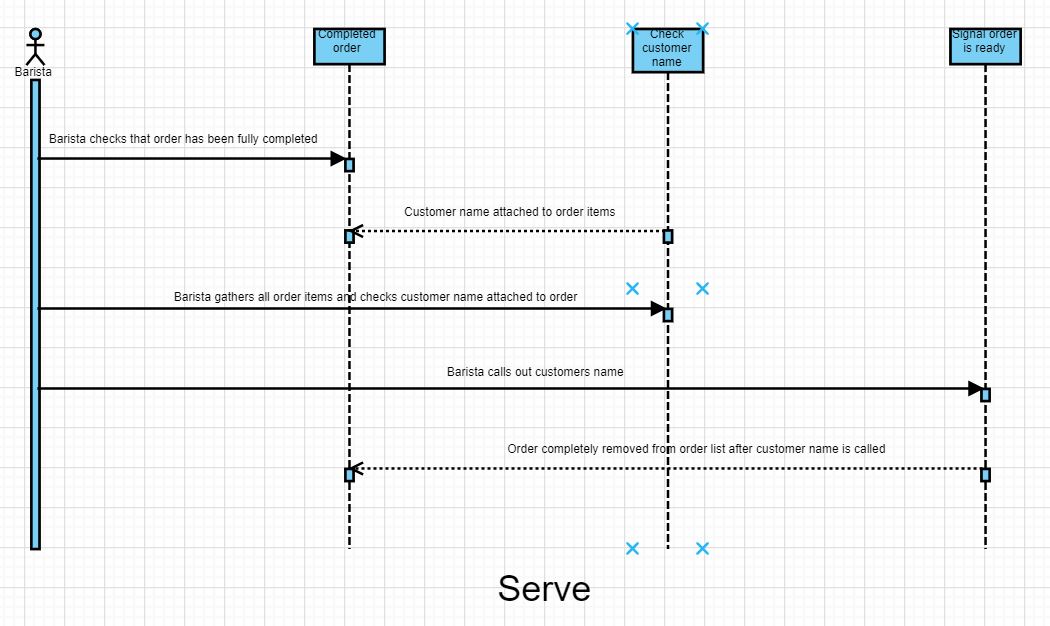 Barista
Completed
order
Check
customer
name
Signal order
is ready
Barista checks that order has been fully completed
Customer name attached to order items
Barista gathers all order items and checks customer name attached to order
Barista calls out customers name
Order completely removed from order list after customer name is called
Serve